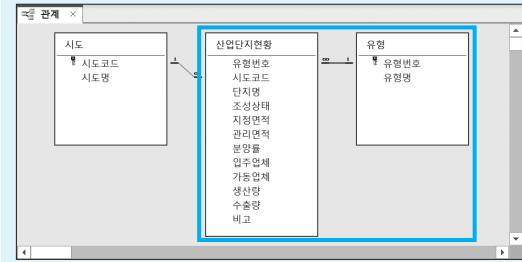 관계 ×
시도
시도코드
시도명
1
∞
산업단지현황
유형번호
시도코드
단지명
조성상태
지정면적
관리면적
분양률
입주업체
가동업체
생산량
수출량
비고
∞ 1
유형
유형번호
유형명